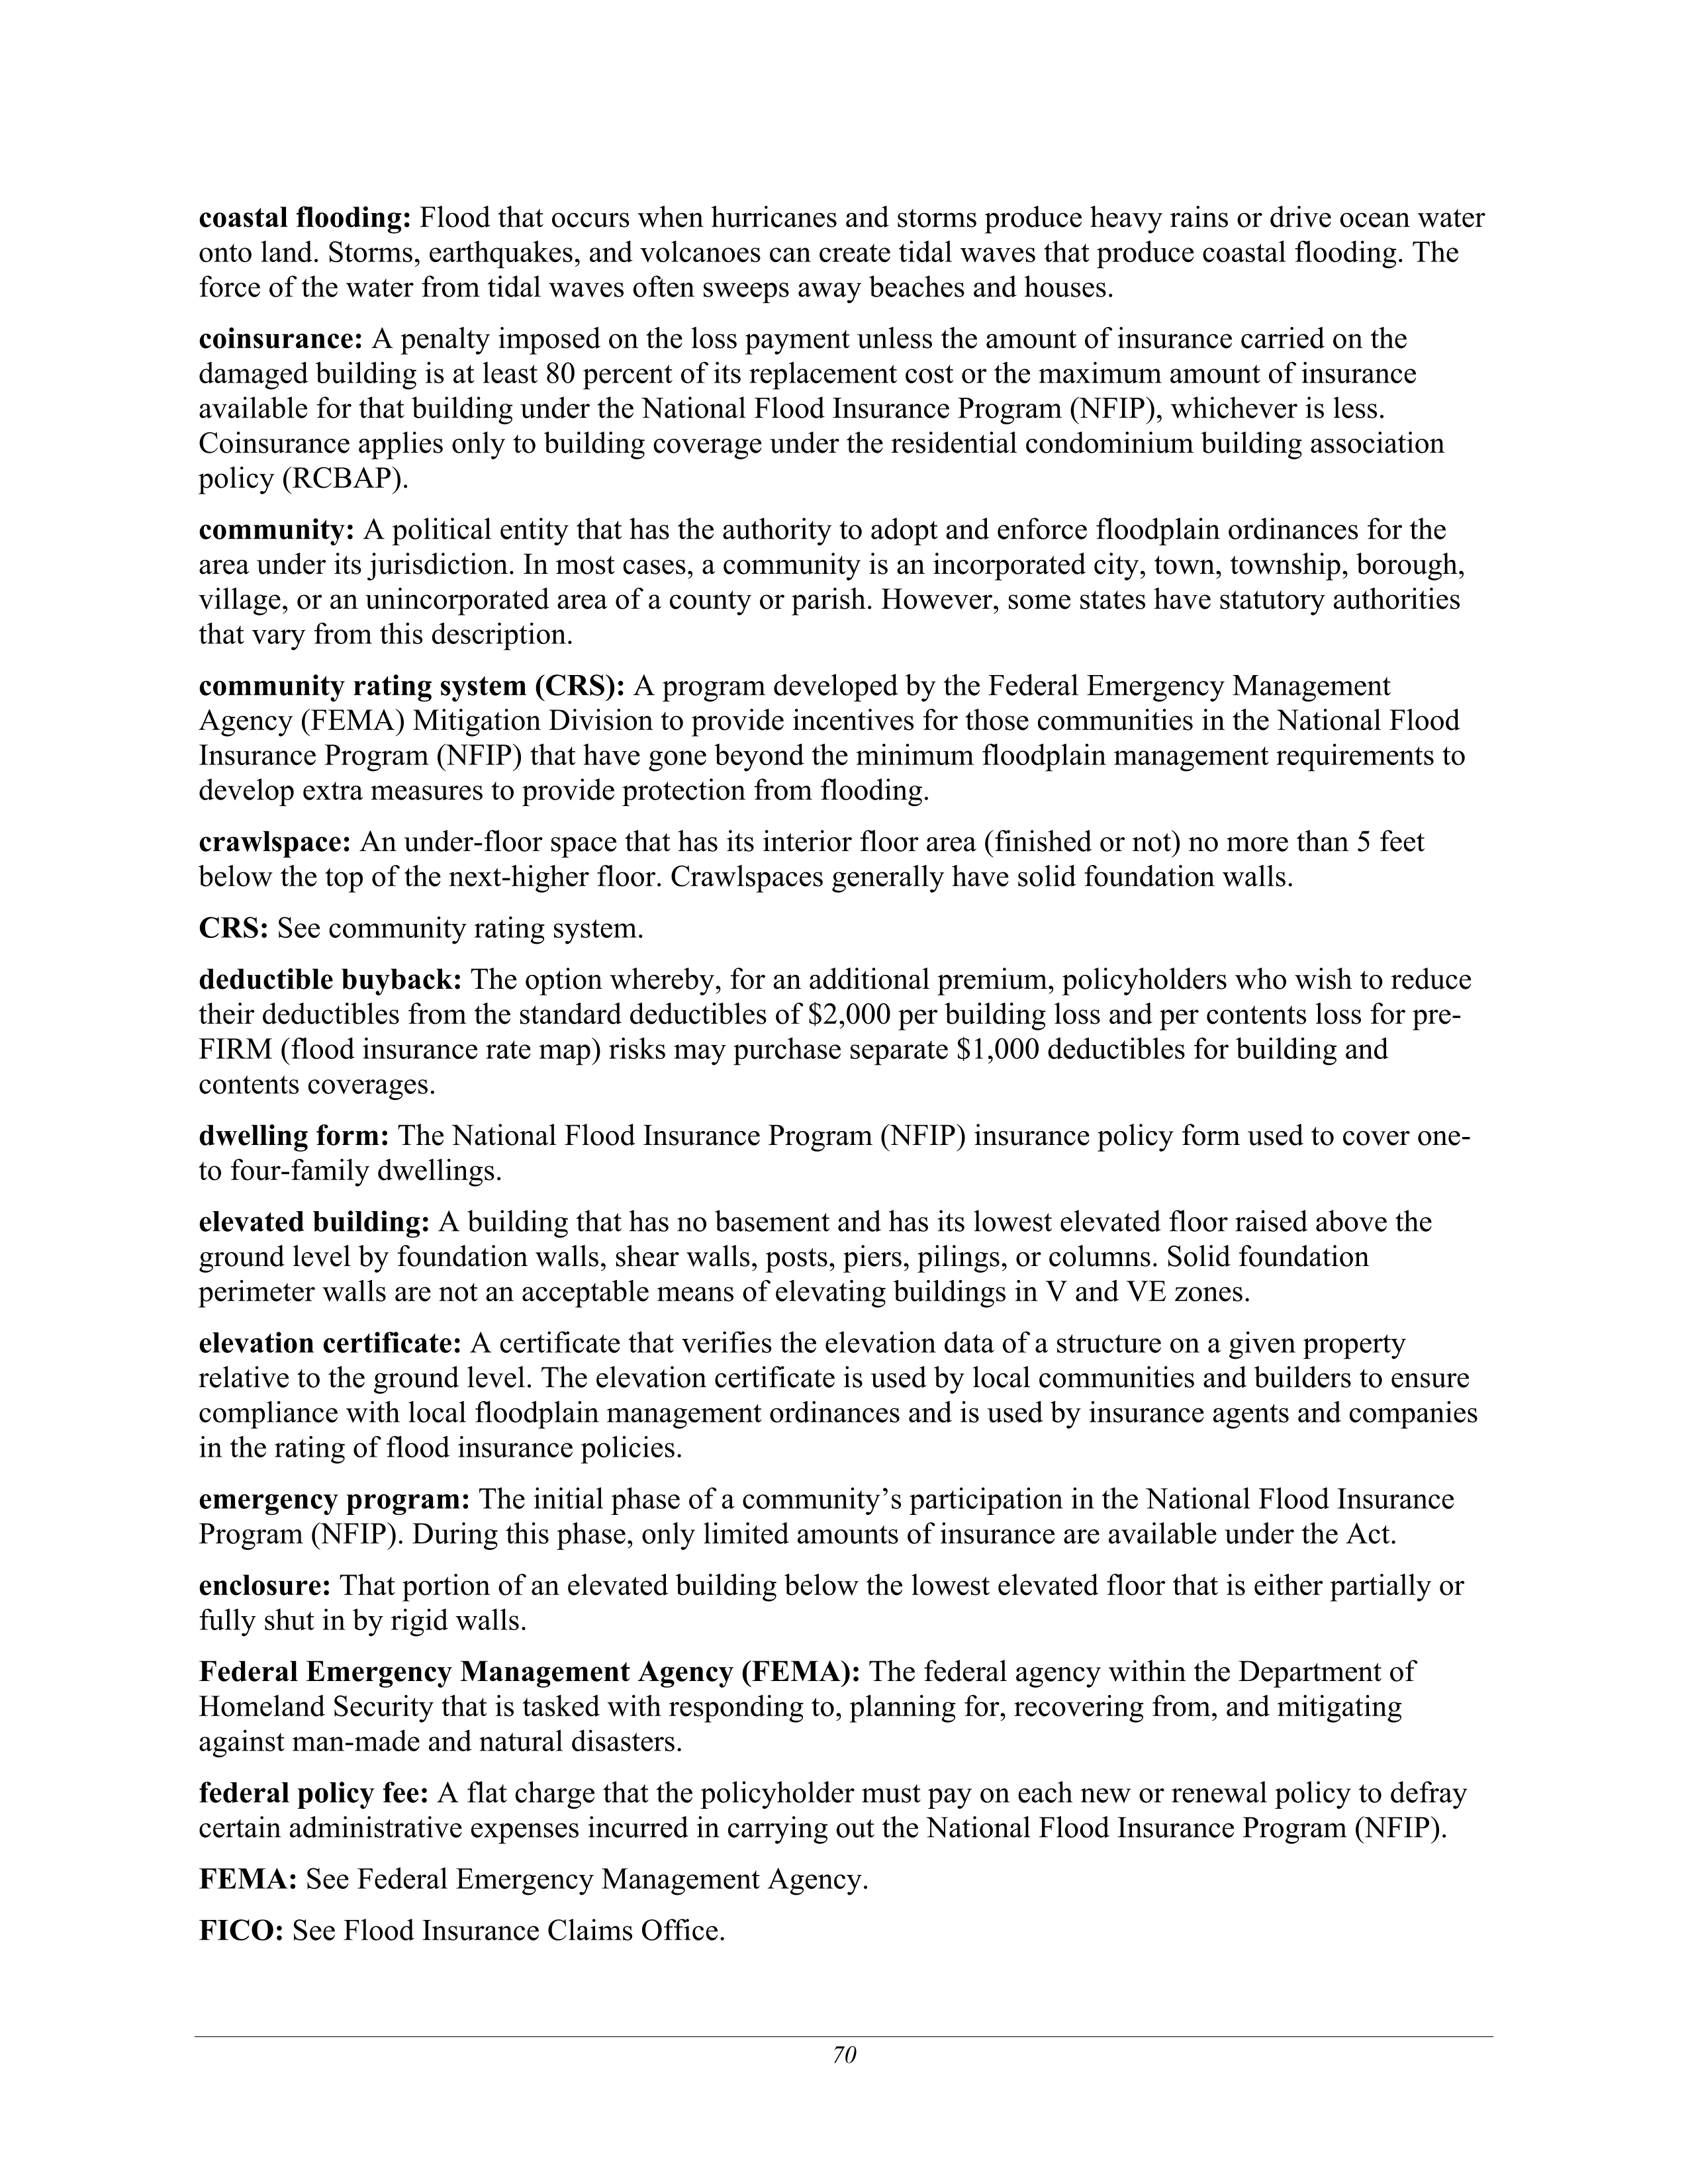 coastal flooding: Flood that occurs when hurricanes and storms produce heavy rains or drive ocean water
onto land. Storms, earthquakes, and volcanoes can create tidal waves that produce coastal flooding. The
force of the water from tidal waves often sweeps away beaches and houses.
coinsurance: A penalty imposed on the loss payment unless the amount of insurance carried on the
damaged building is at least 80 percent of its replacement cost or the maximum amount of insurance
available for that building under the National Flood Insurance Program (NFIP), whichever is less.
Coinsurance applies only to building coverage under the residential condominium building association
policy (RCBAP).
community: A political entity that has the authority to adopt and enforce floodplain ordinances for the
area under its jurisdiction. In most cases, a community is an incorporated city, town, township, borough,
village, or an unincorporated area of a county or parish. However, some states have statutory authorities
that vary from this description.
community rating system (CRS): A program developed by the Federal Emergency Management
Agency (FEMA) Mitigation Division to provide incentives for those communities in the National Flood
Insurance Program (NFIP) that have gone beyond the minimum floodplain management requirements to
develop extra measures to provide protection from flooding.
crawlspace: An under-floor space that has its interior floor area (finished or not) no more than 5 feet
below the top of the next-higher floor. Crawlspaces generally have solid foundation walls.
CRS: See community rating system.
deductible buyback: The option whereby, for an additional premium, policyholders who wish to reduce
their deductibles from the standard deductibles of $2,000 per building loss and per contents loss for pre-
FIRM (flood insurance rate map) risks may purchase separate $1,000 deductibles for building and
contents coverages.
dwelling form: The National Flood Insurance Program (NFIP) insurance policy form used to cover one-
to four-family dwellings.
elevated building: A building that has no basement and has its lowest elevated floor raised above the
ground level by foundation walls, shear walls, posts, piers, pilings, or columns. Solid foundation
perimeter walls are not an acceptable means of elevating buildings in V and VE zones.
elevation certificate: A certificate that verifies the elevation data of a structure on a given property
relative to the ground level. The elevation certificate is used by local communities and builders to ensure
compliance with local floodplain management ordinances and is used by insurance agents and companies
in the rating of flood insurance policies.
emergency program: The initial phase of a community’s participation in the National Flood Insurance
Program (NFIP). During this phase, only limited amounts of insurance are available under the Act.
enclosure: That portion of an elevated building below the lowest elevated floor that is either partially or
fully shut in by rigid walls.
Federal Emergency Management Agency (FEMA): The federal agency within the Department of
Homeland Security that is tasked with responding to, planning for, recovering from, and mitigating
against man-made and natural disasters.
federal policy fee: A flat charge that the policyholder must pay on each new or renewal policy to defray
certain administrative expenses incurred in carrying out the National Flood Insurance Program (NFIP).
FEMA: See Federal Emergency Management Agency.
FICO: See Flood Insurance Claims Office.
70